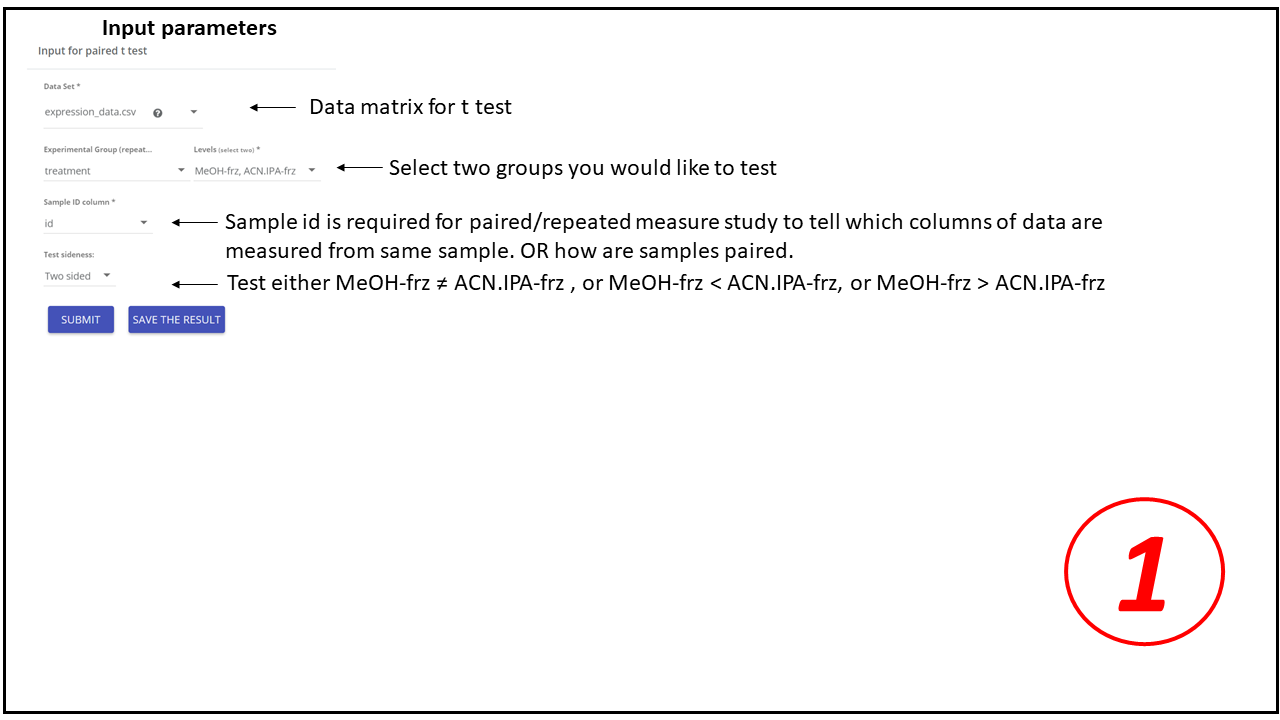 Input parameters
Input for paired t test
Data Set *
expression_data.csv ?
Data matrix for t test
Experimental Group (repeat... Levels (select two) *
treatment MeOH-frz, ACN.IPA-frz
Select two groups you would like to test
Sample ID column *
id
Sample id is required for paired/repeated measure study to tell which columns of data are
measured from same sample. OR how are samples paired.
Test sideness:
Two sided
Test either MeOH-frz ≠ ACN.IPA-frz , or MeOH-frz < ACN.IPA-frz, or MeOH-frz > ACN.IPA-frz
SUBMIT SAVE THE RESULT
1